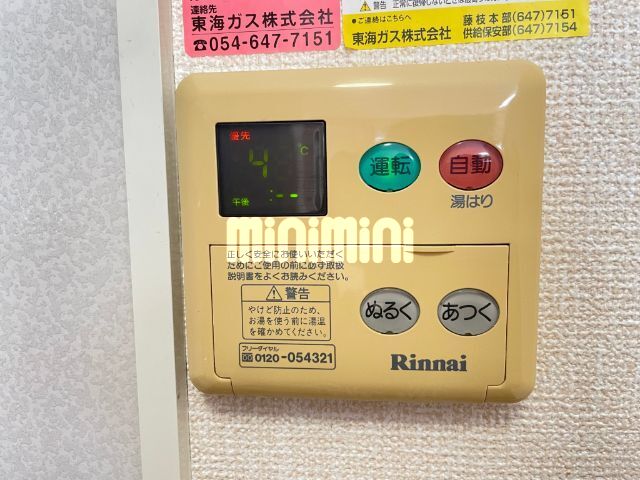 連絡先
東海ガス株式会社
☎054-647-7151
ご連絡はこちらへ
東海ガス株式会社
藤枝本部(647)7151
供給保安部(647)7154
優先
4 ℃
午後 :--
運転
自動
湯はり
minimini
正しく安全にお使いいただく
ためにご使用の前に必ず取扱
説明書をよくお読みください。
⚠警告
やけど防止のため、
お湯を使う前に湯温
を確かめてください。
フリーダイヤル
0120-054321
ぬるく
あつく
Rinnai